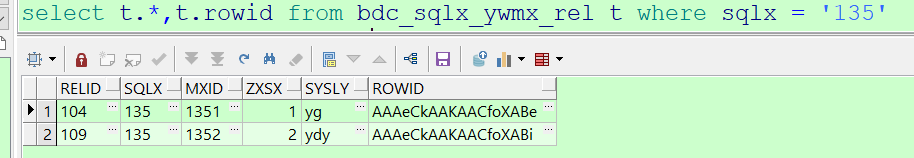 select t.*,t.rowid from bdc_sqlx_ywmx_rel t where sqlx = '135'
RELID SQLX MXID ZXSX SYSLY ROWID
1 104 ... 135 ... 1351 ... 1 yg ... AAAeCkAAKAACfoXABe ...
2 109 ... 135 ... 1352 ... 2 ydy ... AAAeCkAAKAACfoXABi ...